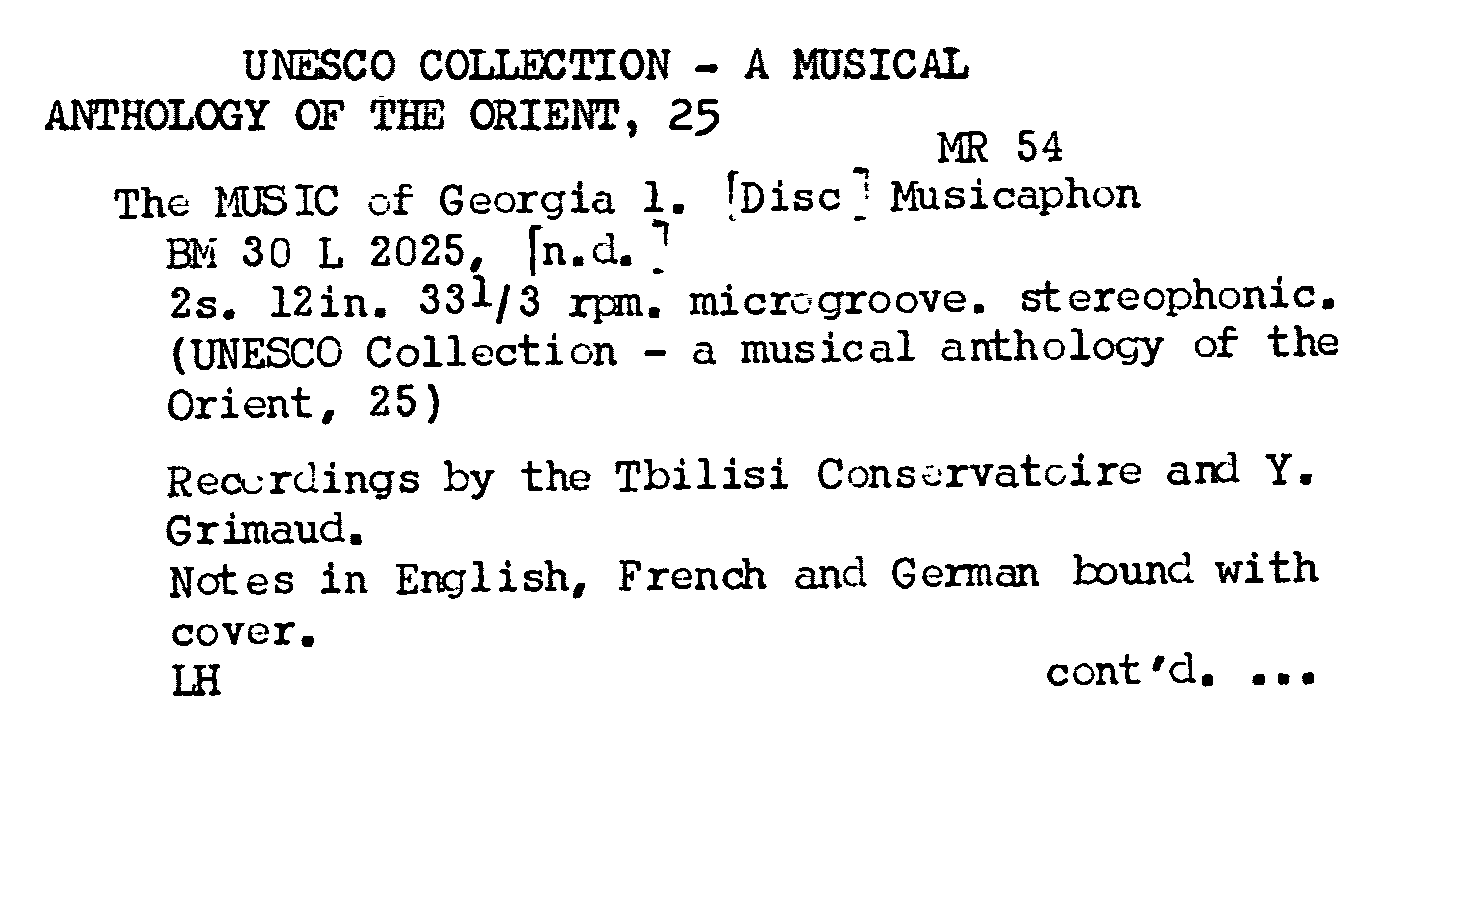 UNESCO COLLECTION - A MUSICAL
ANTHOLOGY OF THE ORIENT, 25
MR 54
The MUSIC of Georgia 1. [Disc] Musicaphon
BM 30 L 2025, [n.d.]
2s. 12in. 331/3 rpm. microgroove. stereophonic.
(UNESCO Collection - a musical anthology of the
Orient, 25)
Recordings by the Tbilisi Conservatoire and Y.
Grimaud.
Notes in English, French and German bound with
cover.
LH
cont'd. ...